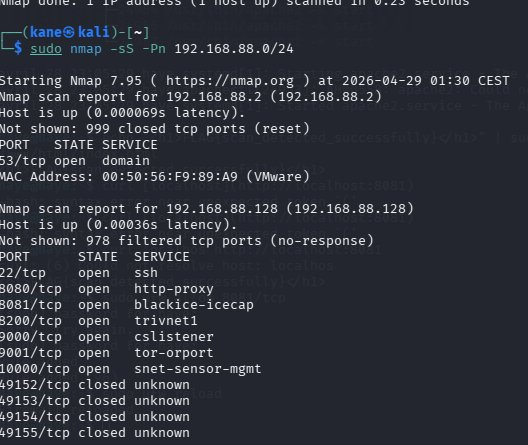 Nmap done: 1 IP address (1 host up) scanned in 0.23 seconds
┌──(kane㉿kali)-[~]
└─$ sudo nmap -sS -Pn 192.168.88.0/24
Starting Nmap 7.95 ( https://nmap.org ) at 2026-04-29 01:30 CEST
Nmap scan report for 192.168.88.2 (192.168.88.2)
Host is up (0.000069s latency).
Not shown: 999 closed tcp ports (reset)
PORT   STATE SERVICE
53/tcp open  domain
MAC Address: 00:50:56:F9:89:A9 (VMware)
Nmap scan report for 192.168.88.128 (192.168.88.128)
Host is up (0.00036s latency).
Not shown: 978 filtered tcp ports (no-response)
PORT      STATE  SERVICE
22/tcp    open   ssh
8080/tcp  open   http-proxy
8081/tcp  open   blackice-icecap
8200/tcp  open   trivnet1
9000/tcp  open   cslistener
9001/tcp  open   tor-orport
10000/tcp open   snet-sensor-mgmt
49152/tcp closed unknown
49153/tcp closed unknown
49154/tcp closed unknown
49155/tcp closed unknown